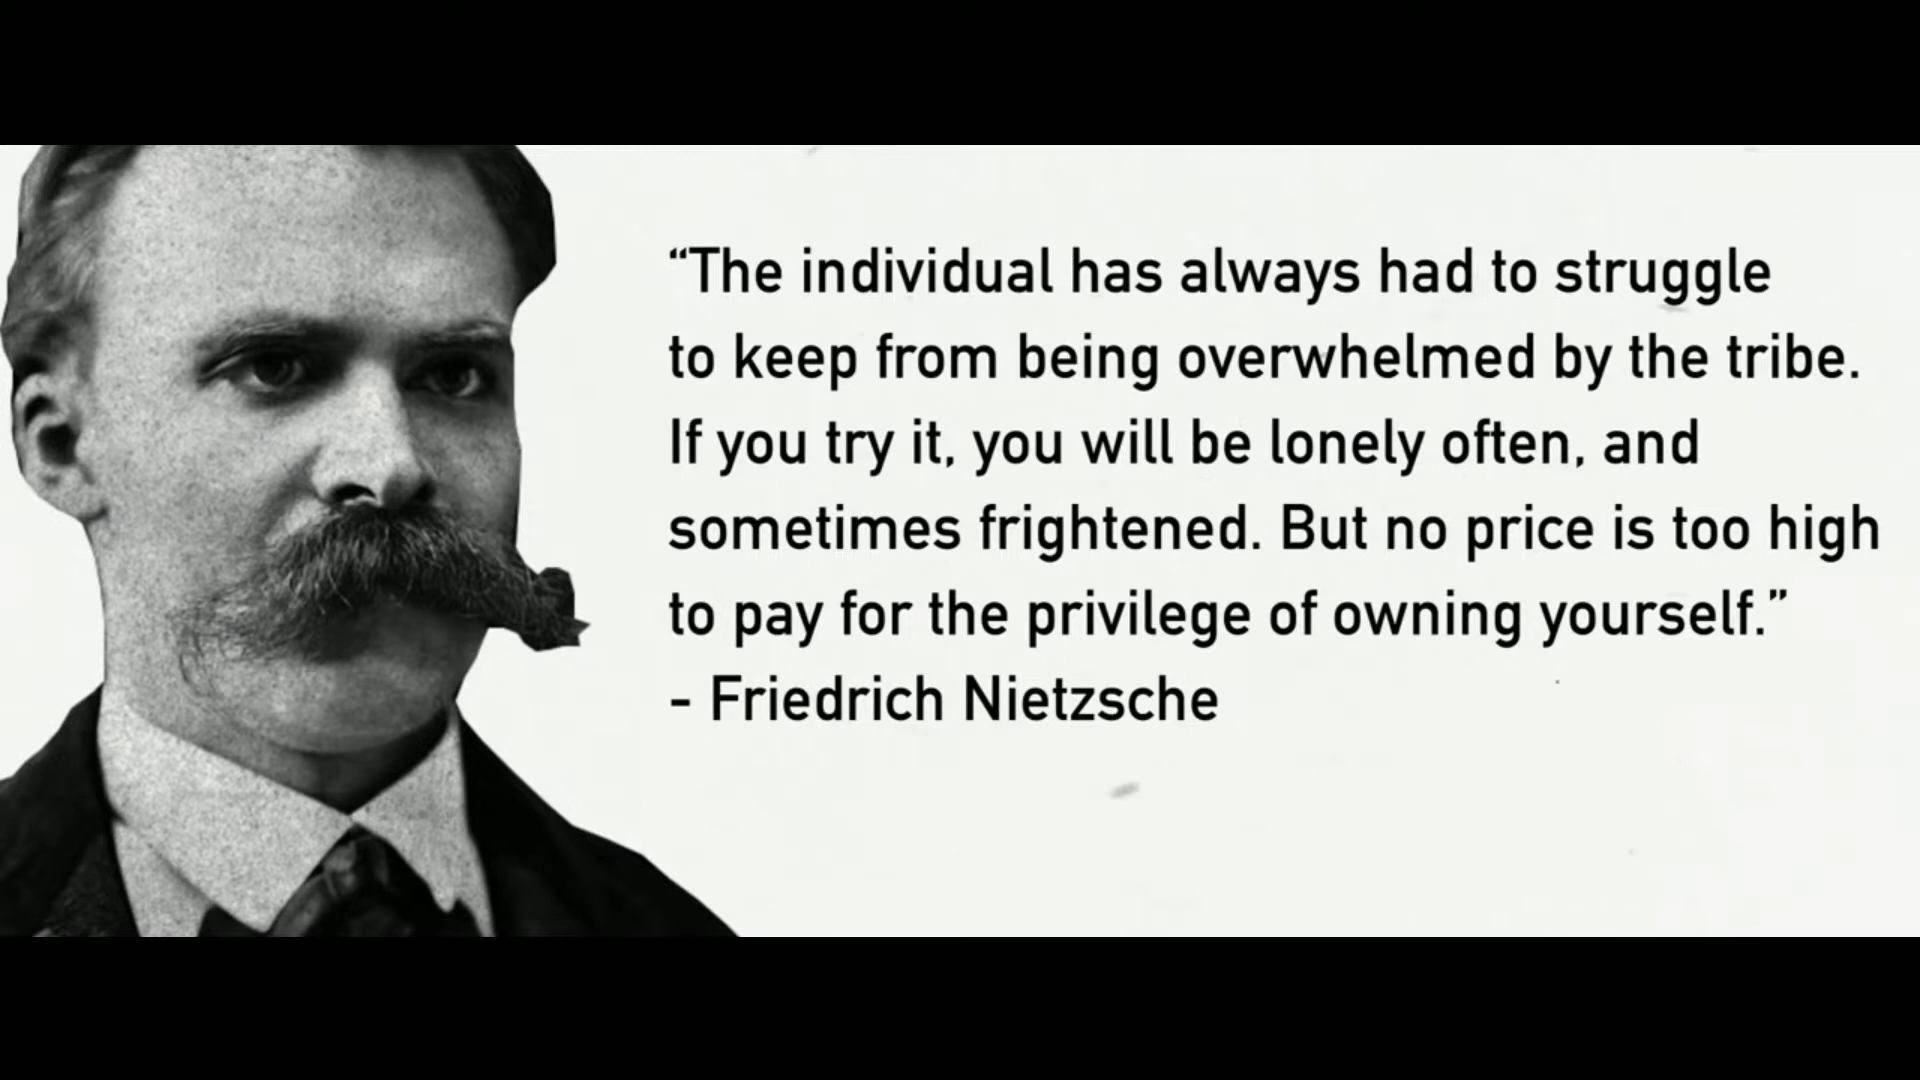 “The individual has always had to struggle
to keep from being overwhelmed by the tribe.
If you try it, you will be lonely often, and
sometimes frightened. But no price is too high
to pay for the privilege of owning yourself.”
- Friedrich Nietzsche